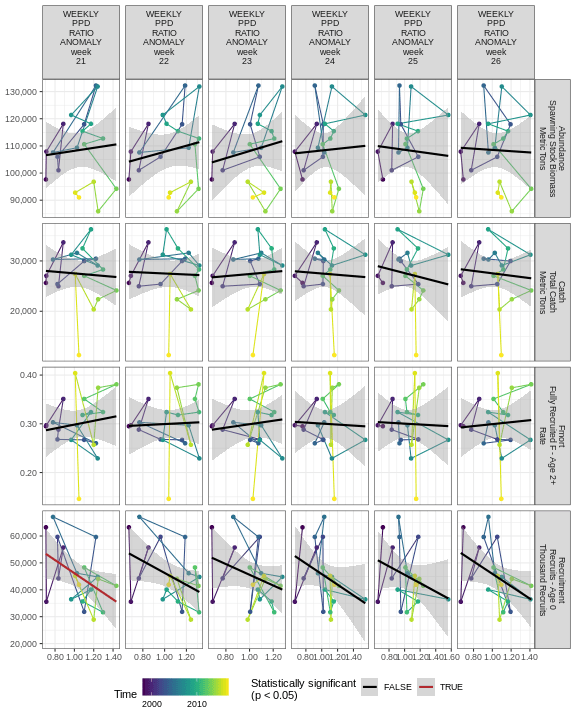 WEEKLY
PPD
RATIO
ANOMALY
week
21
WEEKLY
PPD
RATIO
ANOMALY
week
22
WEEKLY
PPD
RATIO
ANOMALY
week
23
WEEKLY
PPD
RATIO
ANOMALY
week
24
WEEKLY
PPD
RATIO
ANOMALY
week
25
WEEKLY
PPD
RATIO
ANOMALY
week
26
130,000
120,000
110,000
100,000
90,000
Abundance
Spawning Stock Biomass
Metric Tons
30,000
20,000
Catch
Total Catch
Metric Tons
0.40
0.30
0.20
Fmort
Fully Recruited F - Age 2+
Rate
60,000
50,000
40,000
30,000
20,000
Recruitment
Recruits - Age 0
Thousand Recruits
0.80 1.00 1.20 1.40
0.80 1.00 1.20
0.80 1.00 1.20
0.80 1.00 1.20 1.40
0.80 1.00 1.20 1.40 1.60
0.80 1.00 1.20 1.40
Time
2000 2010
Statistically significant
(p < 0.05)
FALSE
TRUE